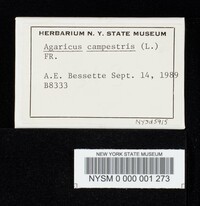 HERBARIUM N. Y. STATE MUSEUM
Agaricus campestris (L.)
FR.
A.E. Bessette Sept. 14, 1989
B8333
NYSd5915
NEW YORK STATE MUSEUM
NYSM 0 000 001 273